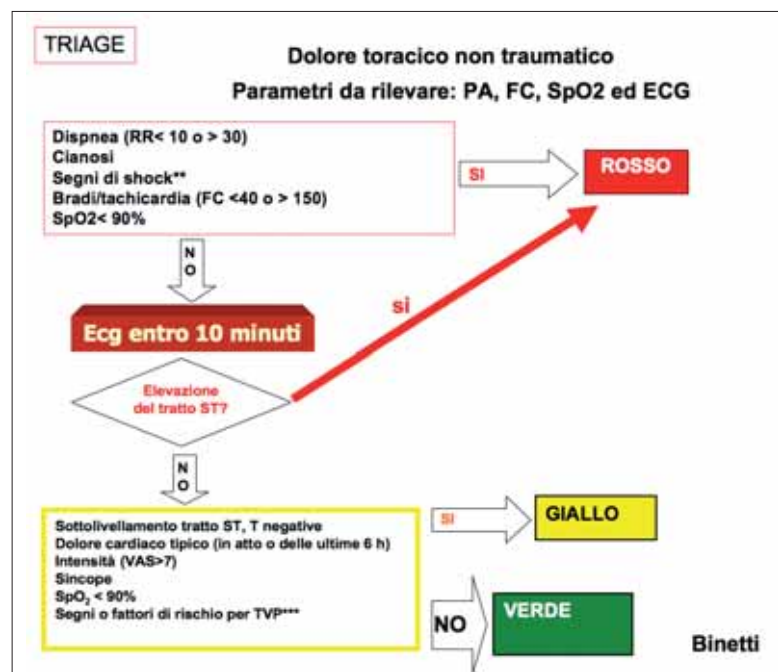 TRIAGE
Dolore toracico non traumatico
Parametri da rilevare: PA, FC, SpO2 ed ECG
Dispnea (RR< 10 o > 30)
Cianosi
Segni di shock**
Bradi/tachicardia (FC <40 o > 150)
SpO2< 90%
SI
ROSSO
N
O
si
Ecg entro 10 minuti
Elevazione
del tratto ST?
N
O
Sottolivellamento tratto ST, T negative
Dolore cardiaco tipico (in atto o delle ultime 6 h)
Intensità (VAS>7)
Sincope
SpO₂ < 90%
Segni o fattori di rischio per TVP***
SI
GIALLO
NO
VERDE
Binetti